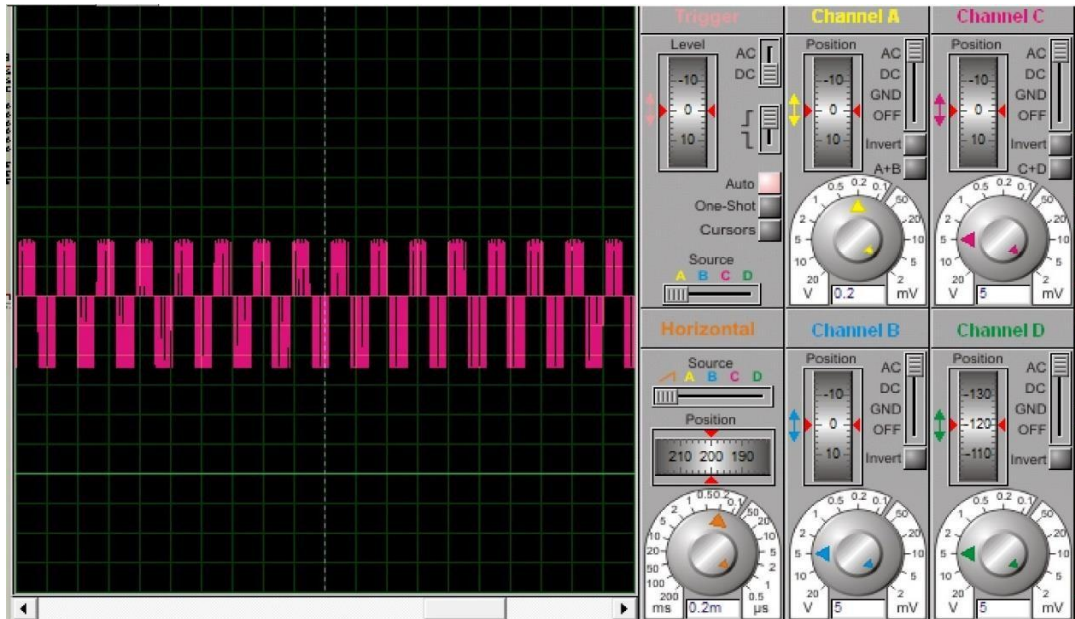 Trigger
Level
AC
DC
-10
0
10
Auto
One-Shot
Cursors
Source
A B C D
Channel A
Position
AC
DC
GND
OFF
-10
0
10
Invert
A+B
20 10 5 2 1 0.5 0.2 0.1 50 20 10 5 2
V 0.2 mV
Channel C
Position
AC
DC
GND
OFF
-10
0
10
Invert
C+D
20 10 5 2 1 0.5 0.2 0.1 50 20 10 5 2
V 5 mV
Horizontal
Source
A B C D
Position
210 200 190
200 100 50 20 10 5 2 1 0.5 0.2 0.1 50 20 10 5 2 1 0.5
ms 0.2m µs
Channel B
Position
AC
DC
GND
OFF
-10
0
10
Invert
20 10 5 2 1 0.5 0.2 0.1 50 20 10 5 2
V 5 mV
Channel D
Position
AC
DC
GND
OFF
-130
-120
-110
Invert
20 10 5 2 1 0.5 0.2 0.1 50 20 10 5 2
V 5 mV